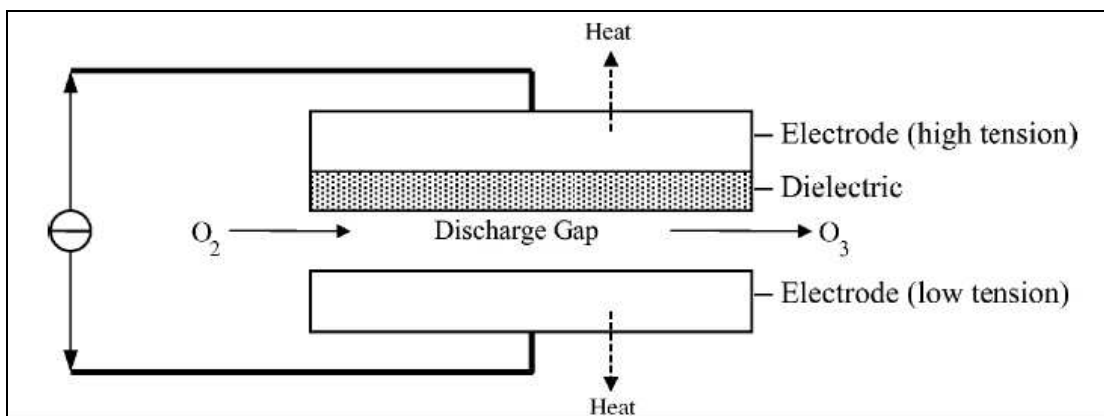 Heat
Electrode (high tension)
Dielectric
O2 Discharge Gap O3
Electrode (low tension)
Heat